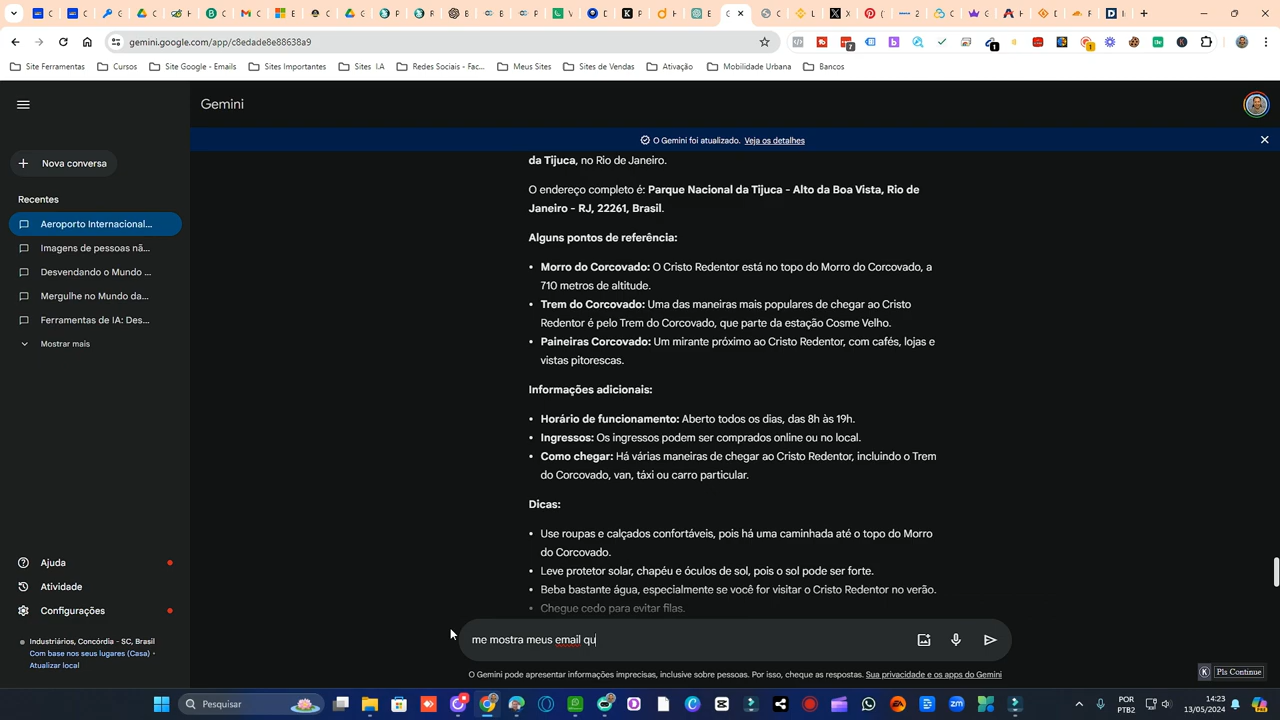 gemini.google.com/app/c8edade8e88638a9
Site Ferramentas
Cursos
Site Google - Emails
Sites Importantes
Sites I.A
Redes Sociais - Fac...
Meus Sites
Sites de Vendas
Ativação
Mobilidade Urbana
Bancos
Gemini
O Gemini foi atualizado. Veja os detalhes
Nova conversa
Recentes
Aeroporto Internacional...
Imagens de pessoas nã...
Desvendando o Mundo ...
Mergulhe no Mundo da...
Ferramentas de IA: Des...
Mostrar mais
da Tijuca, no Rio de Janeiro.
O endereço completo é: Parque Nacional da Tijuca - Alto da Boa Vista, Rio de
Janeiro - RJ, 22261, Brasil.
Alguns pontos de referência:
• Morro do Corcovado: O Cristo Redentor está no topo do Morro do Corcovado, a
710 metros de altitude.
• Trem do Corcovado: Uma das maneiras mais populares de chegar ao Cristo
Redentor é pelo Trem do Corcovado, que parte da estação Cosme Velho.
• Paineiras Corcovado: Um mirante próximo ao Cristo Redentor, com cafés, lojas e
vistas pitorescas.
Informações adicionais:
• Horário de funcionamento: Aberto todos os dias, das 8h às 19h.
• Ingressos: Os ingressos podem ser comprados online ou no local.
• Como chegar: Há várias maneiras de chegar ao Cristo Redentor, incluindo o Trem
do Corcovado, van, táxi ou carro particular.
Dicas:
• Use roupas e calçados confortáveis, pois há uma caminhada até o topo do Morro
do Corcovado.
• Leve protetor solar, chapéu e óculos de sol, pois o sol pode ser forte.
• Beba bastante água, especialmente se você for visitar o Cristo Redentor no verão.
• Chegue cedo para evitar filas.
me mostra meus email qu
O Gemini pode apresentar informações imprecisas, inclusive sobre pessoas. Por isso, cheque as respostas. Sua privacidade e os apps do Gemini
Ajuda
Atividade
Configurações
Industriários, Concórdia - SC, Brasil
Com base nos seus lugares (Casa) •
Atualizar local
K Pls Continue
Pesquisar
POR
PTB2
14:23
13/05/2024